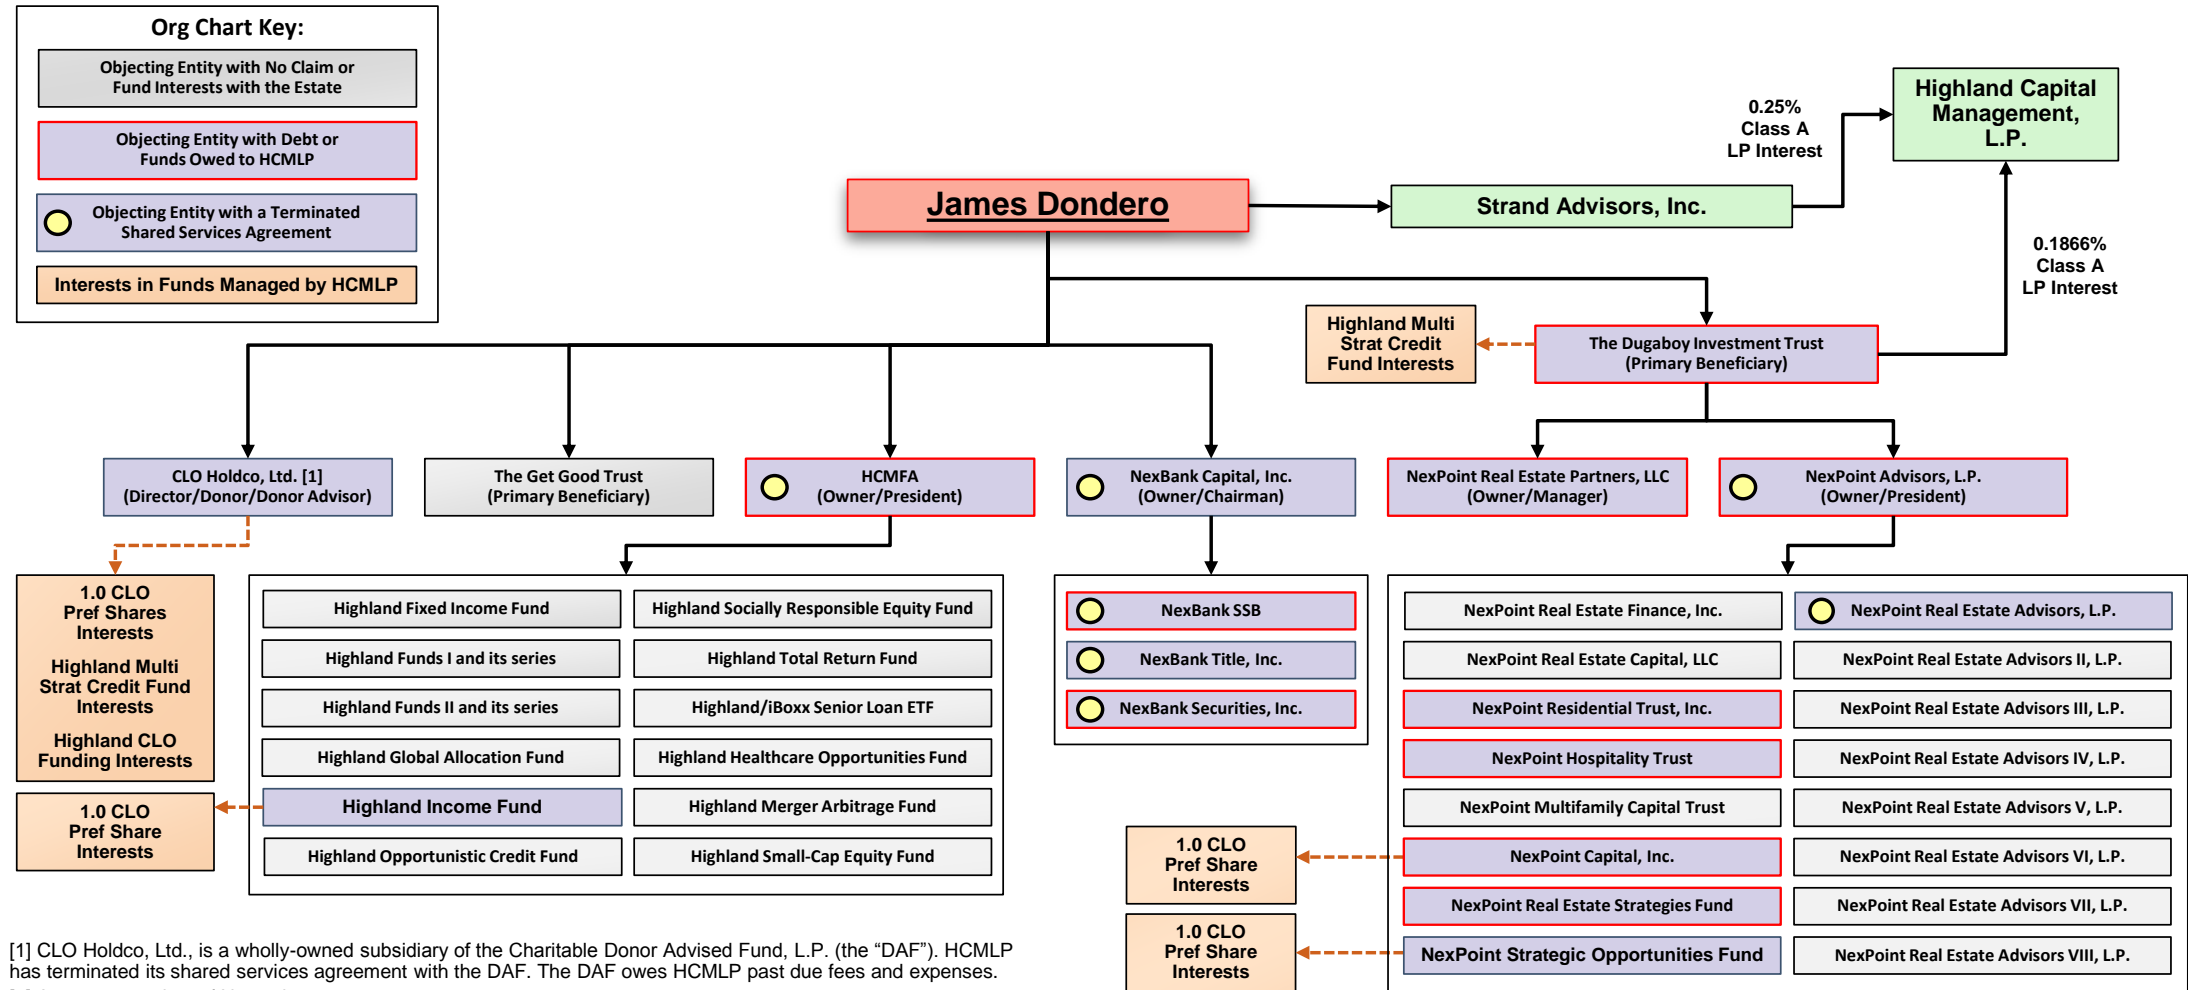 Org Chart Key:
Objecting Entity with No Claim or
Fund Interests with the Estate
Objecting Entity with Debt or
Funds Owed to HCMLP
Objecting Entity with a Terminated
Shared Services Agreement
Interests in Funds Managed by HCMLP
Highland Capital
Management,
L.P.
0.25%
Class A
LP Interest
James Dondero
Strand Advisors, Inc.
0.1866%
Class A
LP Interest
Highland Multi
Strat Credit
Fund Interests
The Dugaboy Investment Trust
(Primary Beneficiary)
CLO Holdco, Ltd. [1]
(Director/Donor/Donor Advisor)
The Get Good Trust
(Primary Beneficiary)
HCMFA
(Owner/President)
NexBank Capital, Inc.
(Owner/Chairman)
NexPoint Real Estate Partners, LLC
(Owner/Manager)
NexPoint Advisors, L.P.
(Owner/President)
1.0 CLO
Pref Shares
Interests
Highland Multi
Strat Credit Fund
Interests
Highland CLO
Funding Interests
1.0 CLO
Pref Share
Interests
Highland Fixed Income Fund
Highland Funds I and its series
Highland Funds II and its series
Highland Global Allocation Fund
Highland Income Fund
Highland Opportunistic Credit Fund
Highland Socially Responsible Equity Fund
Highland Total Return Fund
Highland/iBoxx Senior Loan ETF
Highland Healthcare Opportunities Fund
Highland Merger Arbitrage Fund
Highland Small-Cap Equity Fund
NexBank SSB
NexBank Title, Inc.
NexBank Securities, Inc.
1.0 CLO
Pref Share
Interests
1.0 CLO
Pref Share
Interests
NexPoint Real Estate Finance, Inc.
NexPoint Real Estate Capital, LLC
NexPoint Residential Trust, Inc.
NexPoint Hospitality Trust
NexPoint Multifamily Capital Trust
NexPoint Capital, Inc.
NexPoint Real Estate Strategies Fund
NexPoint Strategic Opportunities Fund
NexPoint Real Estate Advisors, L.P.
NexPoint Real Estate Advisors II, L.P.
NexPoint Real Estate Advisors III, L.P.
NexPoint Real Estate Advisors IV, L.P.
NexPoint Real Estate Advisors V, L.P.
NexPoint Real Estate Advisors VI, L.P.
NexPoint Real Estate Advisors VII, L.P.
NexPoint Real Estate Advisors VIII, L.P.
[1] CLO Holdco, Ltd., is a wholly-owned subsidiary of the Charitable Donor Advised Fund, L.P. (the “DAF”). HCMLP
has terminated its shared services agreement with the DAF. The DAF owes HCMLP past due fees and expenses.